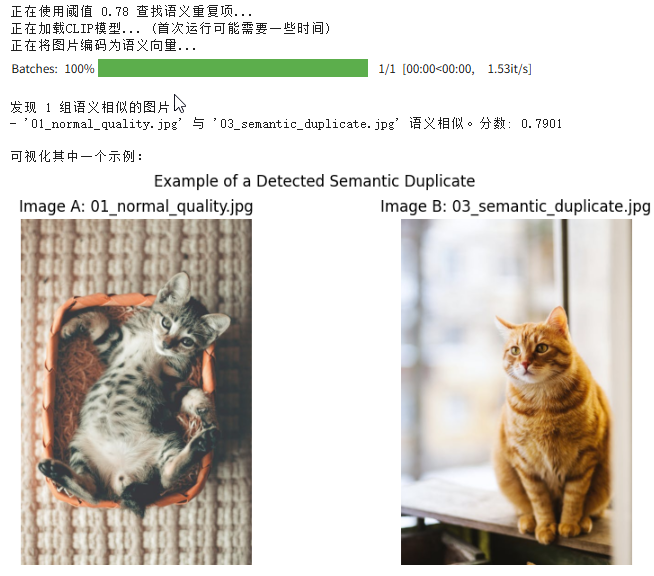 正在使用阈值 0.78 查找语义重复项...
正在加载CLIP模型... (首次运行可能需要一些时间)
正在将图片编码为语义向量...
Batches: 100% 1/1 [00:00<00:00, 1.53it/s]
发现 1 组语义相似的图片
- '01_normal_quality.jpg' 与 '03_semantic_duplicate.jpg' 语义相似。分数: 0.7901
可视化其中一个示例:
Example of a Detected Semantic Duplicate
Image A: 01_normal_quality.jpg
Image B: 03_semantic_duplicate.jpg